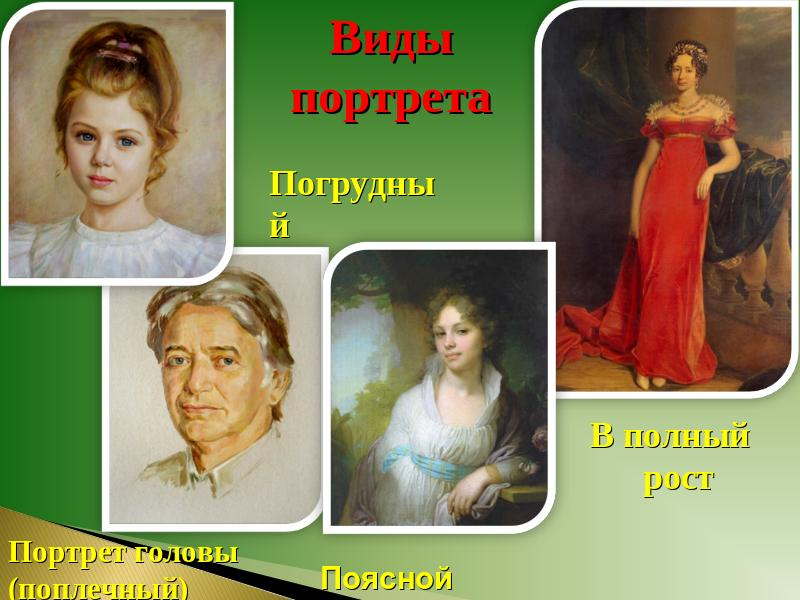 Виды
портрета
Погрудны
й
В полный
рост
Портрет головы
(поплечный)
Поясной